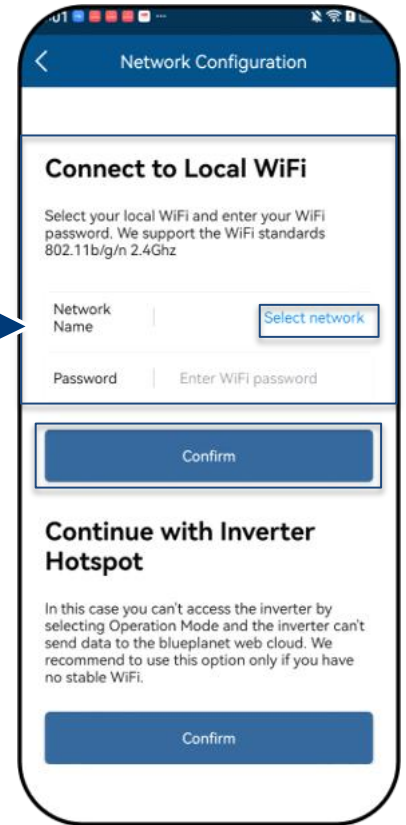 01
Network Configuration
Connect to Local WiFi
Select your local WiFi and enter your WiFi
password. We support the WiFi standards
802.11b/g/n 2.4Ghz
Network
Name
Select network
Password
Enter WiFi password
Confirm
Continue with Inverter
Hotspot
In this case you can't access the inverter by
selecting Operation Mode and the inverter can't
send data to the blueplanet web cloud. We
recommend to use this option only if you have
no stable WiFi.
Confirm